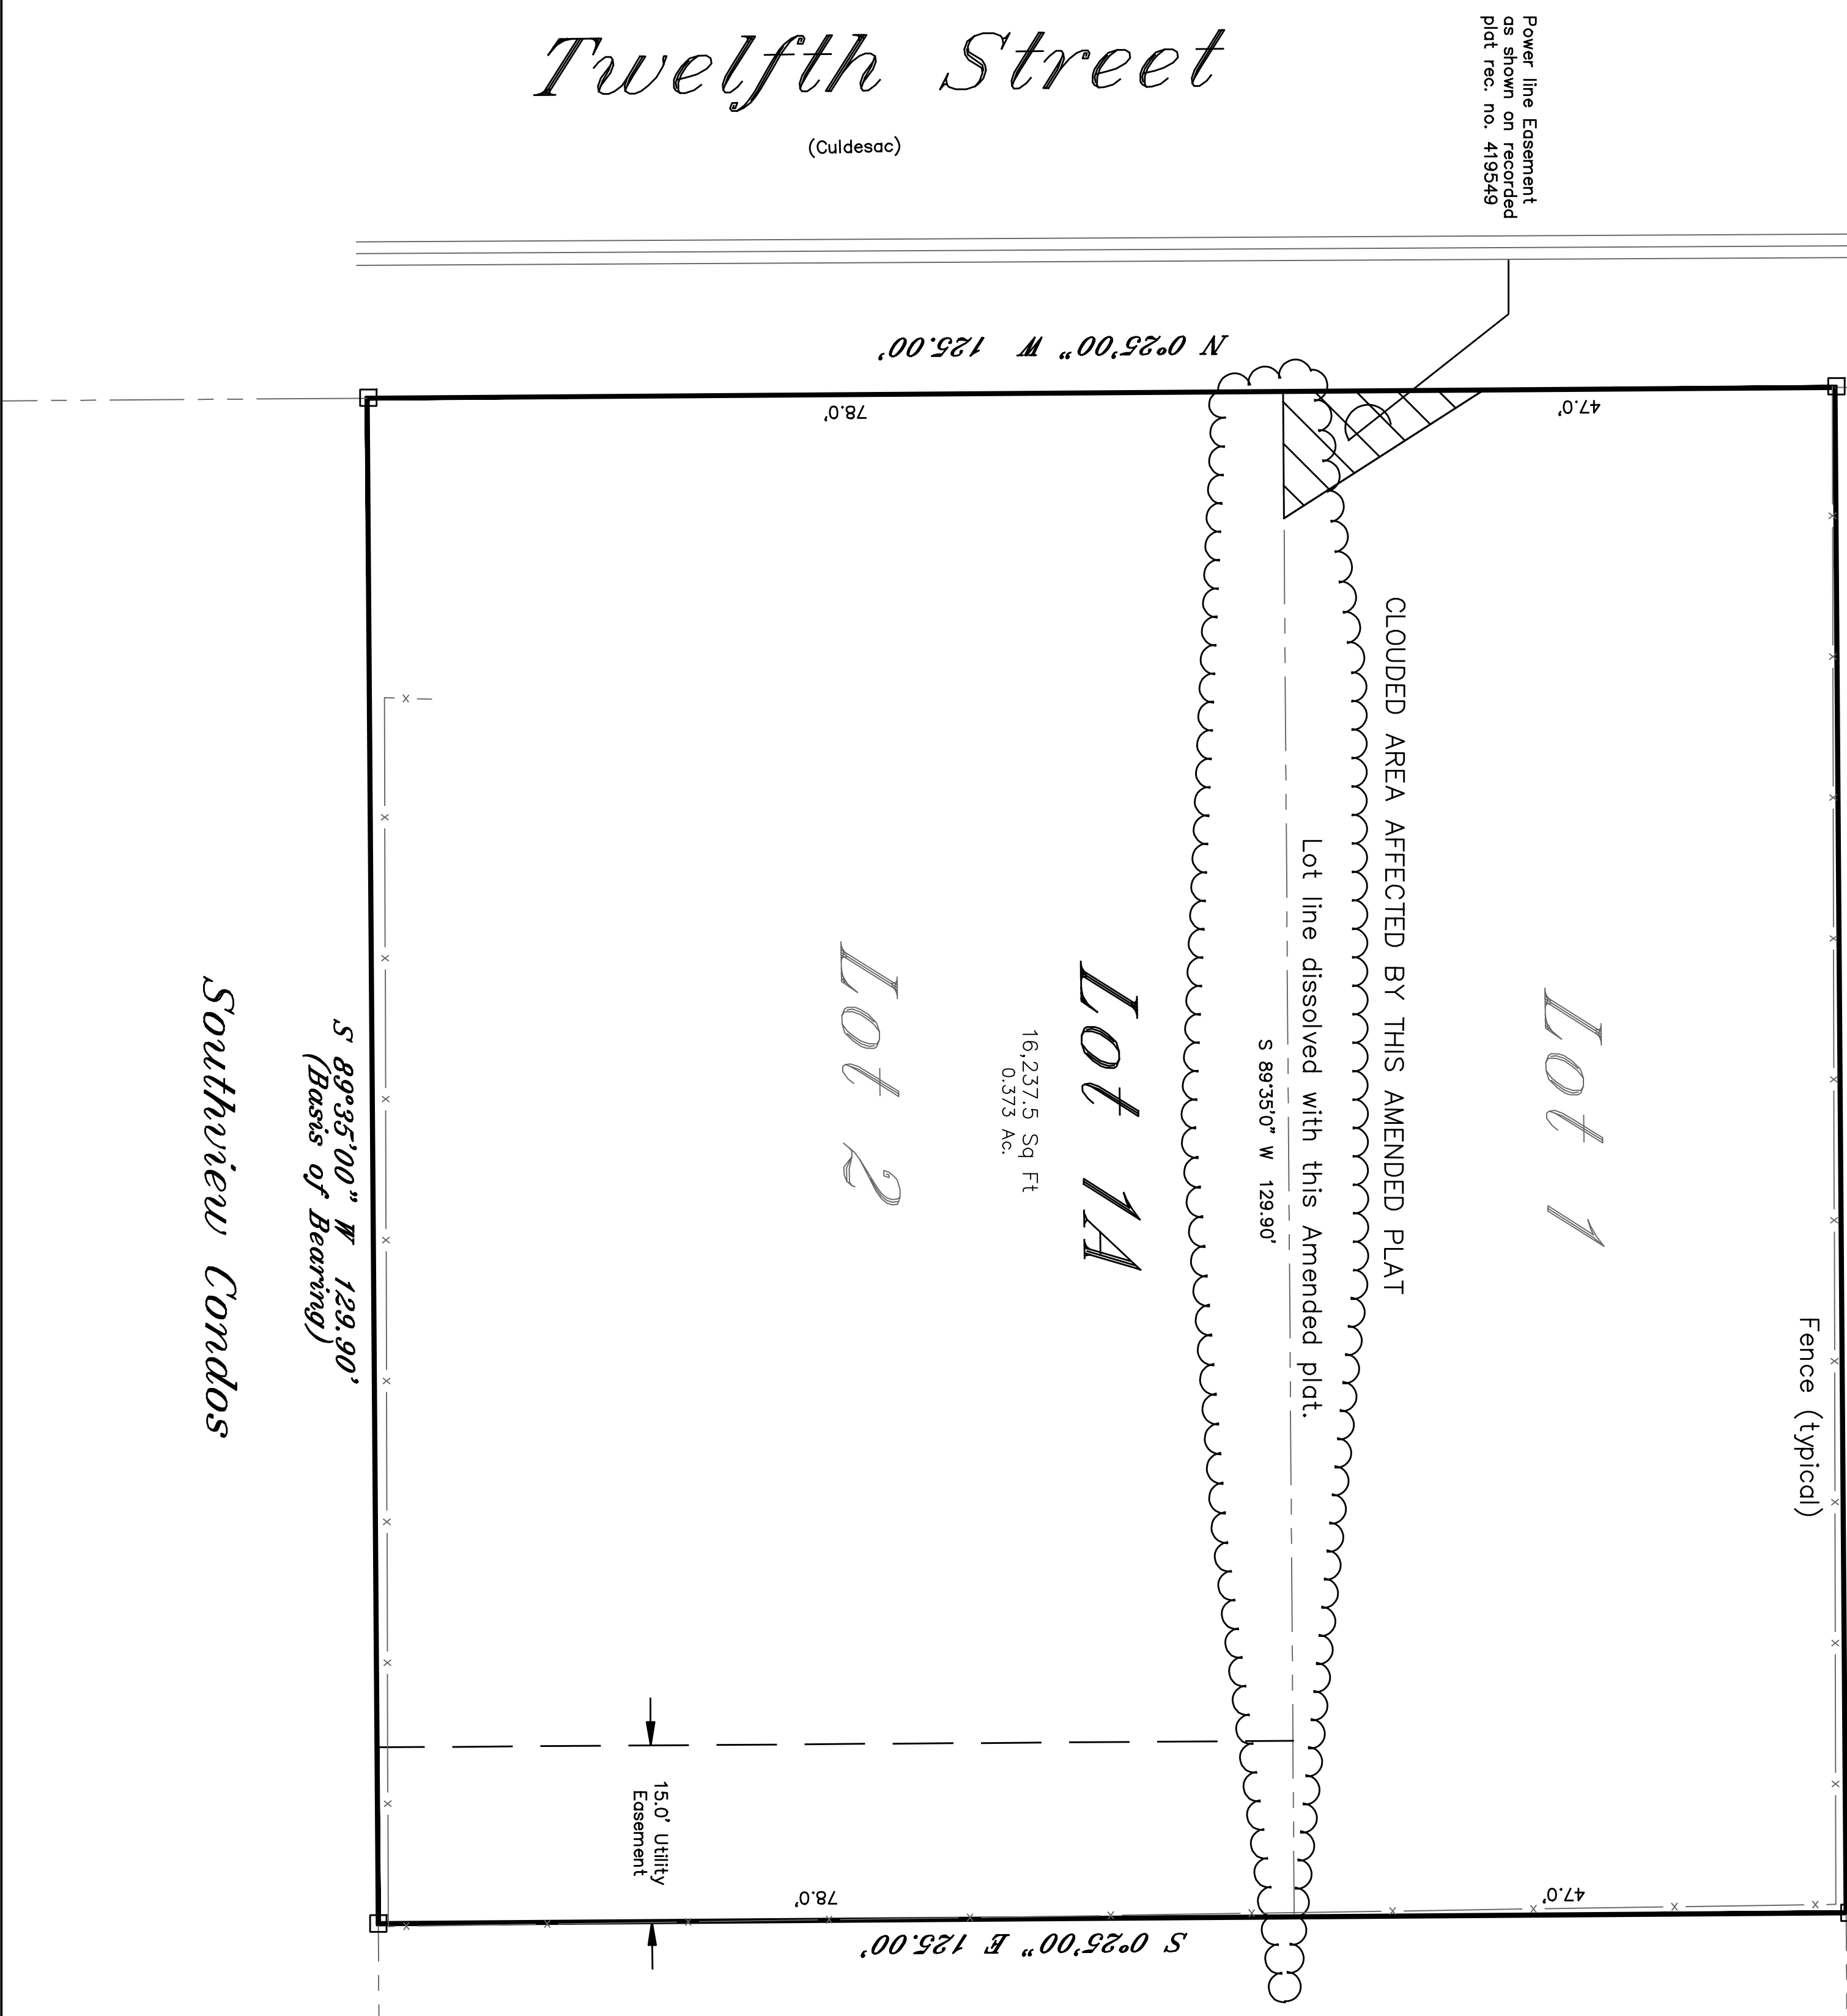 Twelfth Street
(Culdesac)
Power line Easement
as shown on recorded
plat rec. no. 419549
N 0°25'00" W 125.00'
78.0'
47.0'
CLOUDED AREA AFFECTED BY THIS AMENDED PLAT
Lot line dissolved with this Amended plat.
S 89°35'0" W 129.90'
Lot 1
Lot 1A
16,237.5 Sq Ft
0.373 Ac.
Lot 2
Fence (typical)
S 89°35'00" W 129.90'
(Basis of Bearing)
Southview Condos
15.0' Utility
Easement
78.0'
47.0'
S 0°25'00" E 125.00'